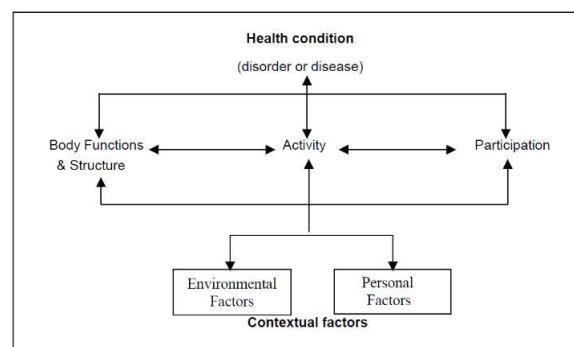 Health condition
(disorder or disease)
Body Functions
& Structure
Activity
Participation
Environmental
Factors
Personal
Factors
Contextual factors